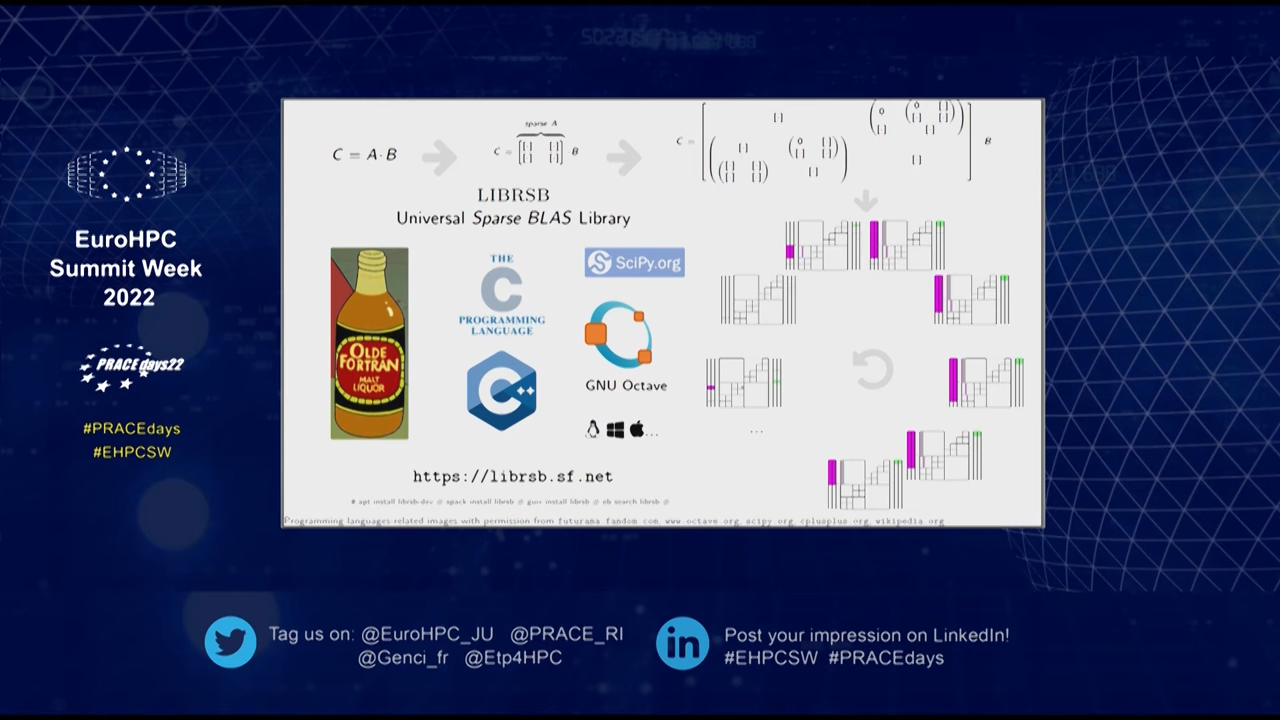 EuroHPC
Summit Week
2022
PRACEdays22
#PRACEdays
#EHPCSW
C = A · B
sparse A
C = B
C = B
LIBRSB
Universal Sparse BLAS Library
OLDE
FORTRAN
MALT
LIQUOR
THE
C
PROGRAMMING
LANGUAGE
SciPy.org
C++
GNU Octave
...
...
https://librsb.sf.net
# apt install librsb-dev # spack install librsb # guix install librsb # eb search librsb #
Programming languages-related images with permission from futurama.fandom.com, www.octave.org, scipy.org, cplusplus.org, wikipedia.org
Tag us on: @EuroHPC_JU @PRACE_RI
@Genci_fr @Etp4HPC
in
Post your impression on LinkedIn!
#EHPCSW #PRACEdays